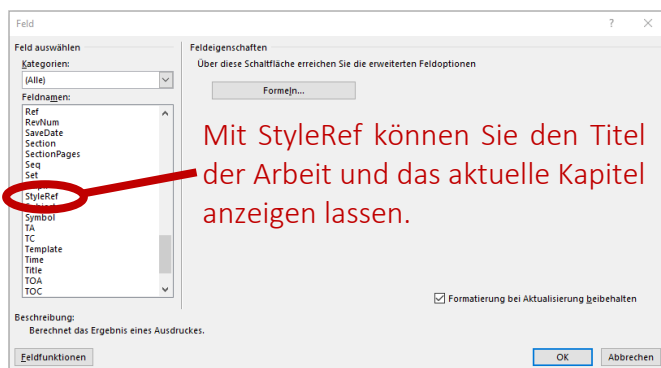 Feld
? ×
Feld auswählen
Kategorien:
(Alle)
Feldnamen:
Ref
RevNum
SaveDate
Section
SectionPages
Seq
Set
StyleRef
Symbol
TA
TC
Template
Time
Title
TOA
TOC
Feldeigenschaften
Über diese Schaltfläche erreichen Sie die erweiterten Feldoptionen
Formeln...
Mit StyleRef können Sie den Titel
der Arbeit und das aktuelle Kapitel
anzeigen lassen.
Formatierung bei Aktualisierung beibehalten
Beschreibung:
Berechnet das Ergebnis eines Ausdruckes.
Feldfunktionen
OK
Abbrechen